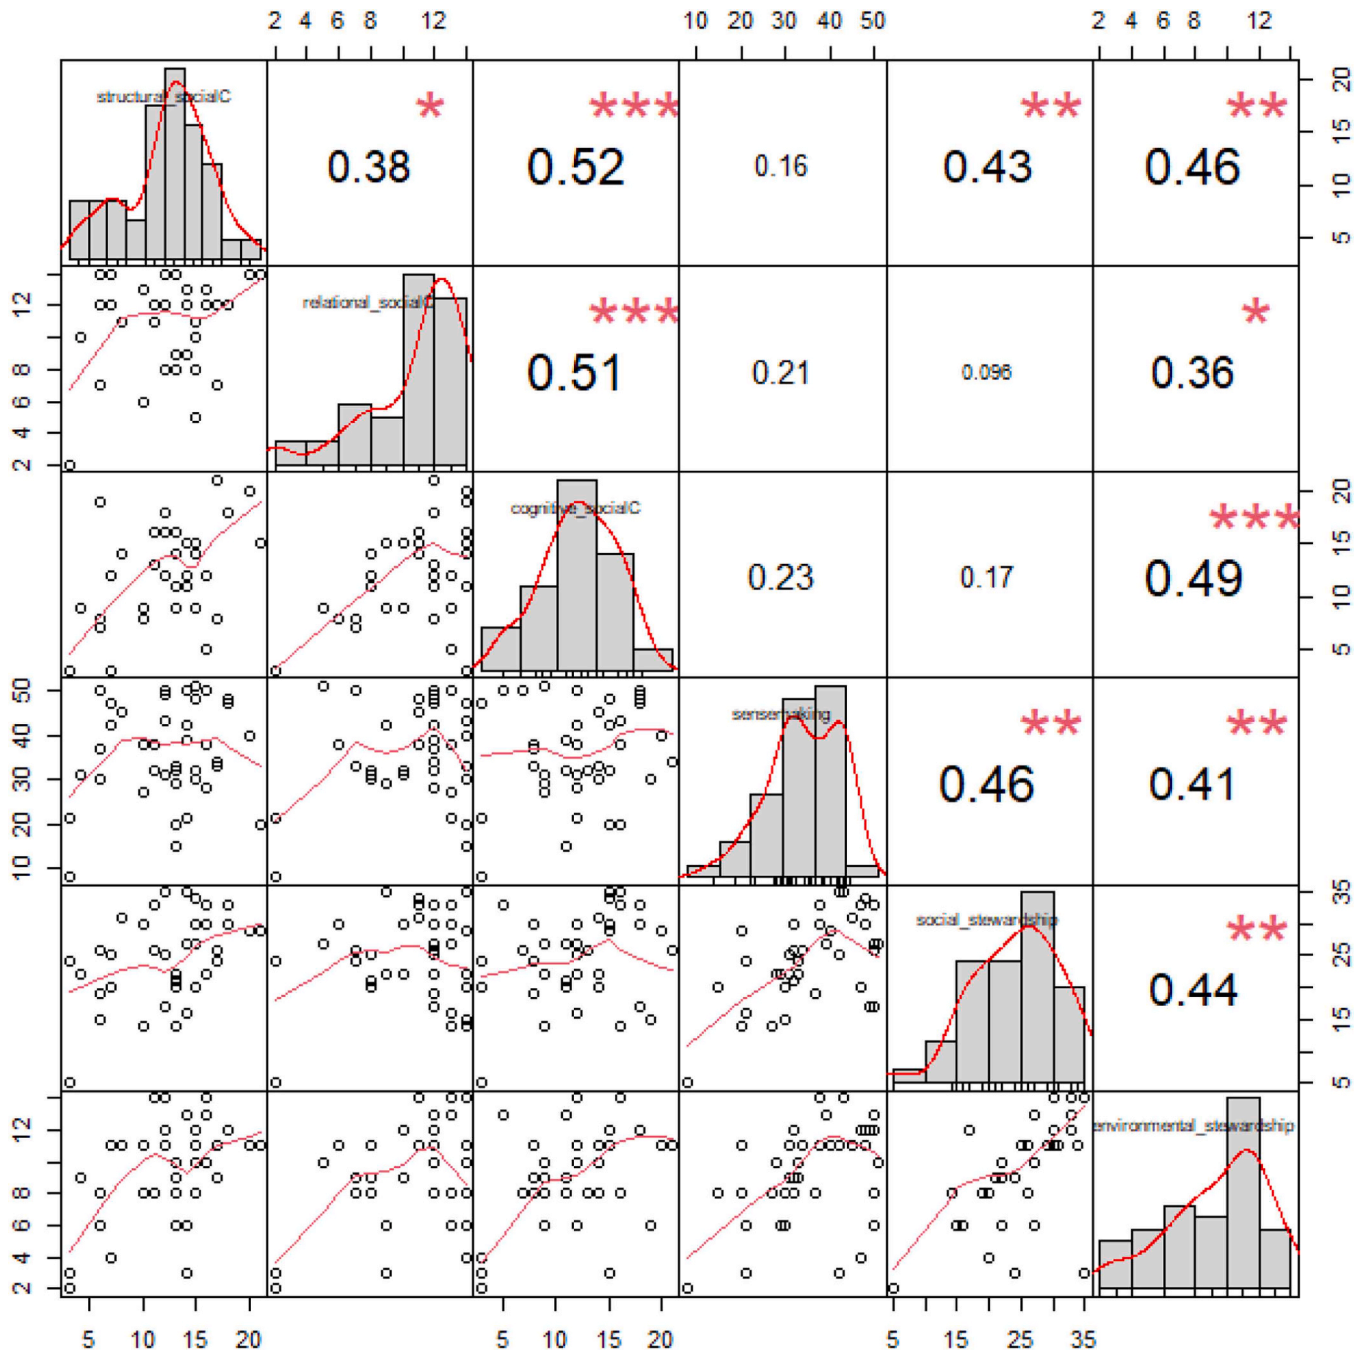 2 4 6 8 12 10 20 30 40 50 2 4 6 8 12
structural_socialC * *** ** **
0.38 0.52 0.16 0.43 0.46
5 10 15 20
relational_socialC *** *
0.51 0.21 0.096 0.36
2 4 6 8 12
cognitive_socialC ***
0.23 0.17 0.49
5 10 15 20
sensemaking ** **
0.46 0.41
10 20 30 40 50
social_stewardship **
0.44
5 15 25 35
environmental_stewardship
2 4 6 8 12
5 10 15 20 5 10 15 20 5 15 25 35